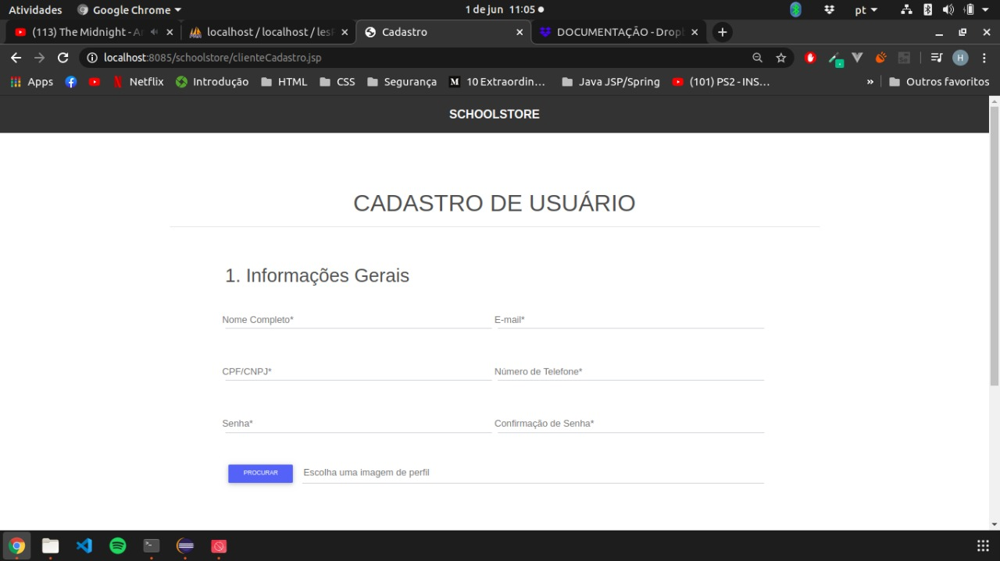 Atividades Google Chrome 1 de jun 11:05 pt
(113) The Midnight - Ar localhost / localhost / lesF Cadastro DOCUMENTAÇÃO - Dropb
localhost:8085/schoolstore/clienteCadastro.jsp H
Apps Netflix Introdução HTML CSS Segurança M 10 Extraordin... Java JSP/Spring (101) PS2 - INS... » Outros favoritos
SCHOOLSTORE
CADASTRO DE USUÁRIO
1. Informações Gerais
Nome Completo* E-mail*
CPF/CNPJ* Número de Telefone*
Senha* Confirmação de Senha*
PROCURAR Escolha uma imagem de perfil